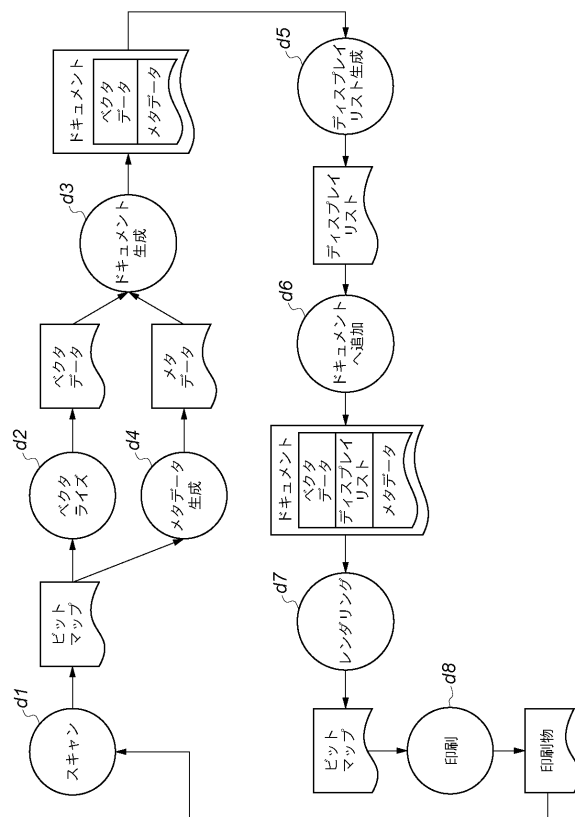 d1
スキャン
ビット
マップ
d2
ベクタ
ライズ
d4
メタデータ
生成
ベクタ
データ
メタ
データ
d3
ドキュメント
生成
ドキュメント
ベクタ
データ
メタデータ
d5
ディスプレイ
リスト生成
ディスプレイ
リスト
d6
ドキュメント
へ追加
ドキュメント
ベクタ
データ
ディスプレイ
リスト
メタデータ
d7
レンダリング
ビット
マップ
d8
印刷
印刷物